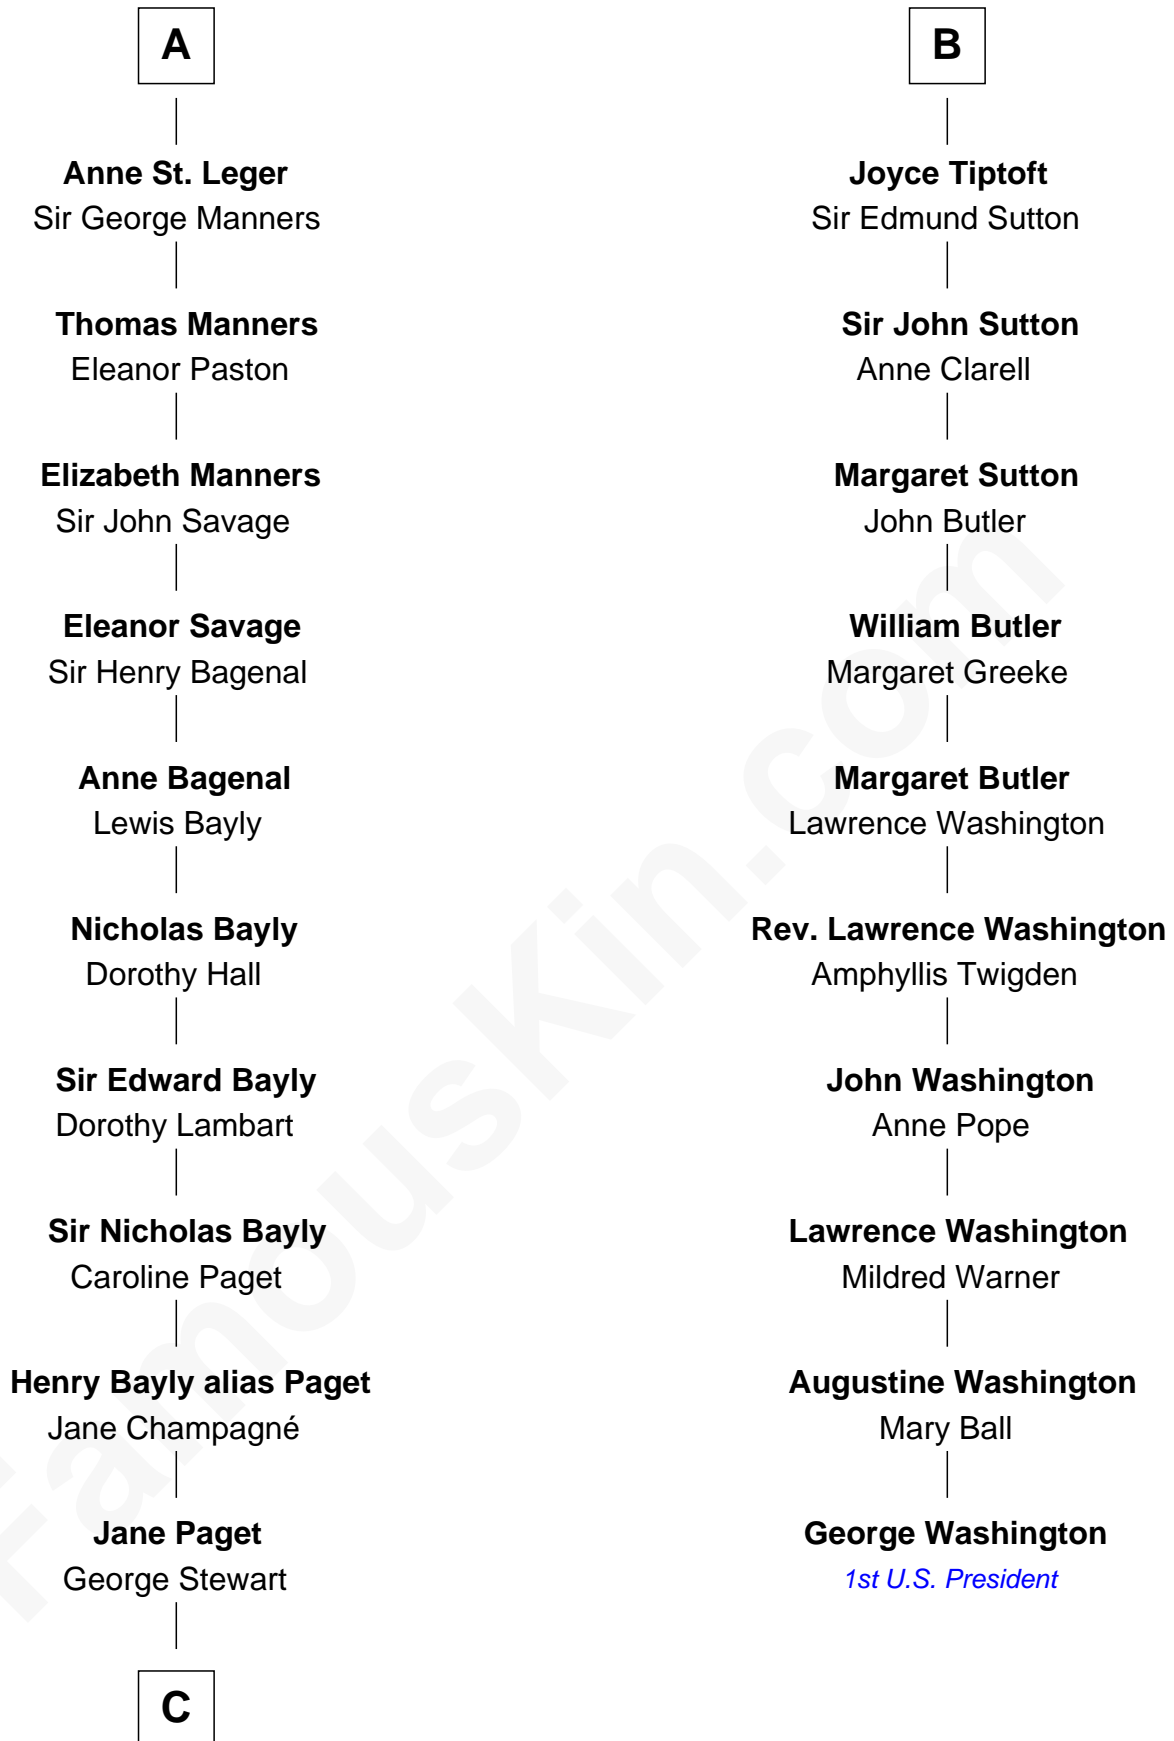 A
Anne St. Leger
Sir George Manners
Thomas Manners
Eleanor Paston
Elizabeth Manners
Sir John Savage
Eleanor Savage
Sir Henry Bagenal
Anne Bagenal
Lewis Bayly
Nicholas Bayly
Dorothy Hall
Sir Edward Bayly
Dorothy Lambart
Sir Nicholas Bayly
Caroline Paget
Henry Bayly alias Paget
Jane Champagné
Jane Paget
George Stewart
C
B
Joyce Tiptoft
Sir Edmund Sutton
Sir John Sutton
Anne Clarell
Margaret Sutton
John Butler
William Butler
Margaret Greeke
Margaret Butler
Lawrence Washington
Rev. Lawrence Washington
Amphyllis Twigden
John Washington
Anne Pope
Lawrence Washington
Mildred Warner
Augustine Washington
Mary Ball
George Washington
1st U.S. President
FamousKin.com